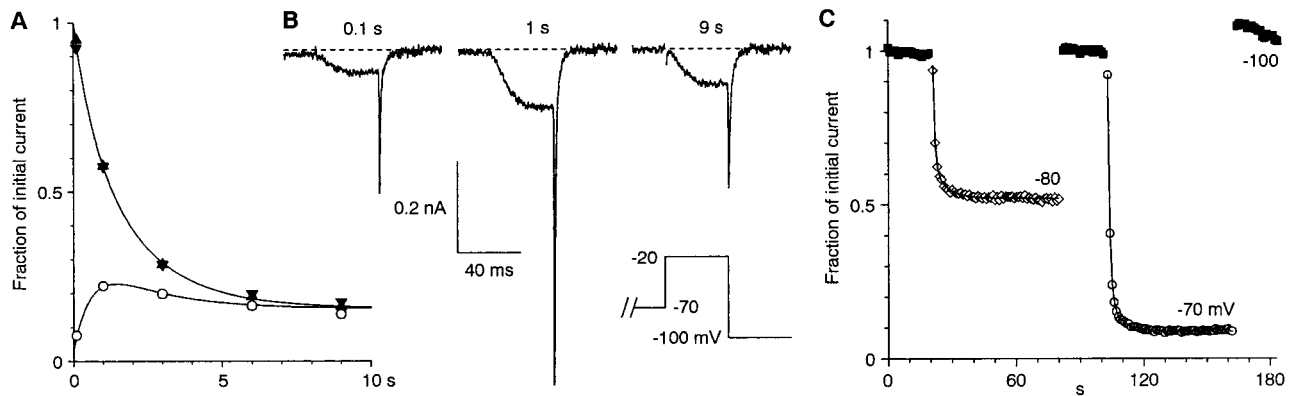 A
Fraction of initial current
1
0.5
0
0
5
10 s
B
0.1 s
1 s
9 s
0.2 nA
40 ms
-20
-70
-100 mV
C
Fraction of initial current
1
0.5
0
-80
-70 mV
-100
0
60
120
180
s